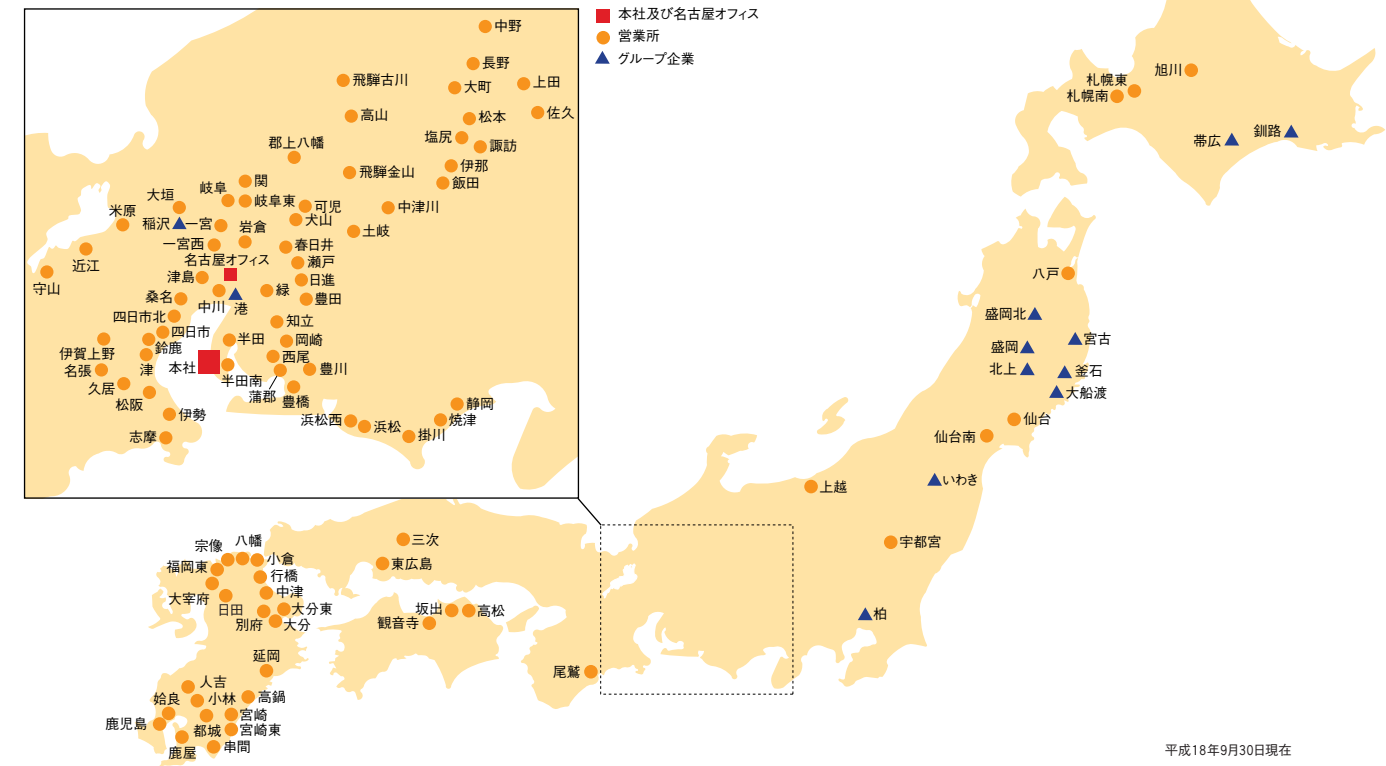 本社及び名古屋オフィス
営業所
グループ企業
中野
長野
飛騨古川
大町
上田
高山
松本
佐久
塩尻
諏訪
郡上八幡
伊那
飛騨金山
飯田
関
岐阜
岐阜東
大垣
可児
中津川
米原
稲沢
一宮
岩倉
犬山
土岐
一宮西
春日井
近江
名古屋オフィス
瀬戸
守山
津島
日進
桑名
中川
港
緑
豊田
四日市北
知立
四日市
半田
岡崎
伊賀上野
鈴鹿
西尾
名張
津
本社
半田南
豊川
久居
蒲郡
豊橋
松阪
伊勢
静岡
志摩
浜松西
浜松
焼津
掛川
旭川
札幌東
札幌南
帯広
釧路
八戸
盛岡北
宮古
盛岡
北上
釜石
大船渡
仙台
仙台南
いわき
上越
宇都宮
柏
三次
東広島
宗像
八幡
小倉
福岡東
行橋
中津
大宰府
日田
大分東
別府
大分
坂出
高松
観音寺
尾鷲
延岡
人吉
姶良
小林
高鍋
鹿児島
都城
宮崎
宮崎東
鹿屋
串間
平成18年9月30日現在